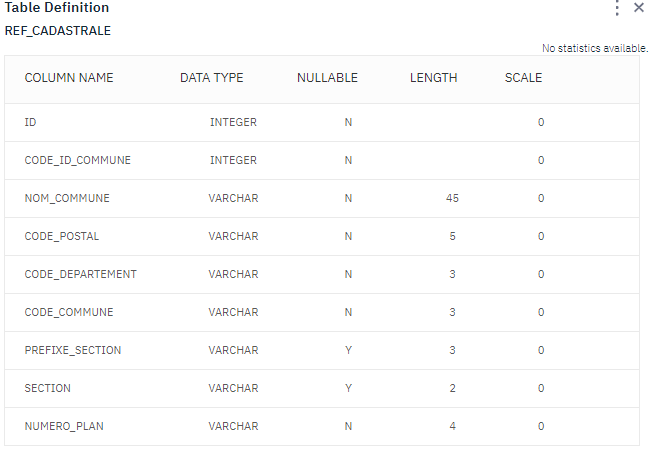 Table Definition
REF_CADASTRALE
No statistics available.
COLUMN NAME DATA TYPE NULLABLE LENGTH SCALE
ID INTEGER N 0
CODE_ID_COMMUNE INTEGER N 0
NOM_COMMUNE VARCHAR N 45 0
CODE_POSTAL VARCHAR N 5 0
CODE_DEPARTEMENT VARCHAR N 3 0
CODE_COMMUNE VARCHAR N 3 0
PREFIXE_SECTION VARCHAR Y 3 0
SECTION VARCHAR Y 2 0
NUMERO_PLAN VARCHAR N 4 0